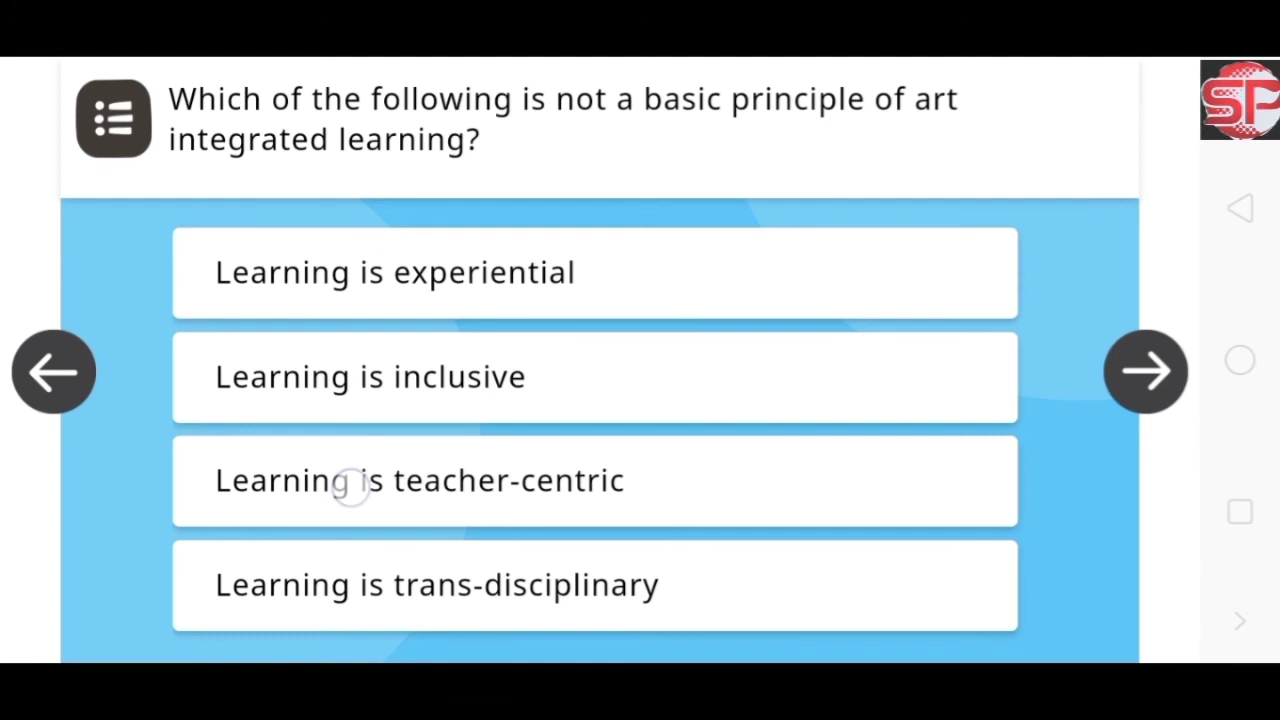 Which of the following is not a basic principle of art
integrated learning?
SP
Learning is experiential
Learning is inclusive
Learning is teacher-centric
Learning is trans-disciplinary